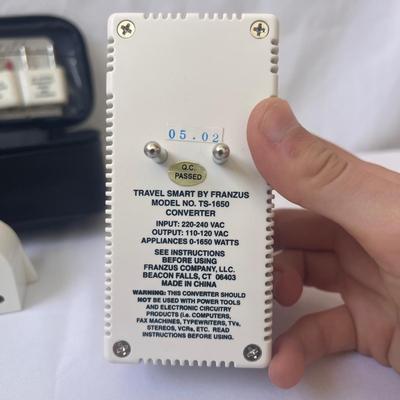 05.02
Q.C.
PASSED
TRAVEL SMART BY FRANZUS
MODEL NO. TS-1650
CONVERTER
INPUT: 220-240 VAC
OUTPUT: 110-120 VAC
APPLIANCES 0-1650 WATTS
SEE INSTRUCTIONS
BEFORE USING
FRANZUS COMPANY, LLC.
BEACON FALLS, CT 06403
MADE IN CHINA
WARNING: THIS CONVERTER SHOULD
NOT BE USED WITH POWER TOOLS
AND ELECTRONIC CIRCUITRY
PRODUCTS (i.e. COMPUTERS,
FAX MACHINES, TYPEWRITERS, TVs,
STEREOS, VCRs, ETC. READ
INSTRUCTIONS BEFORE USING.